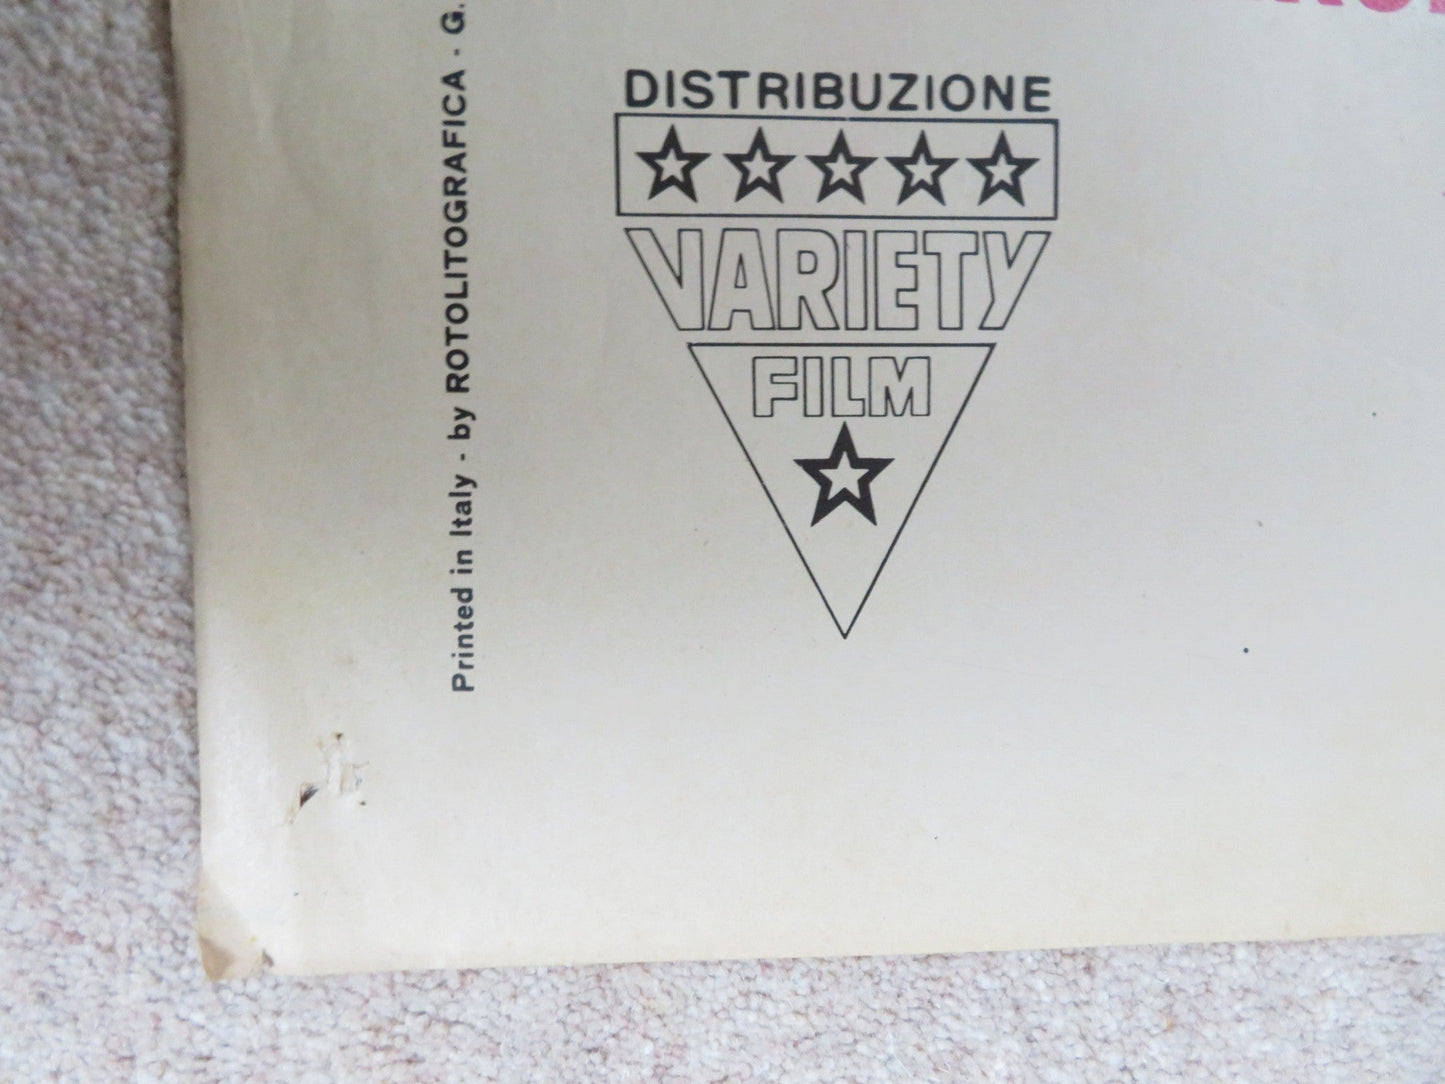 DISTRIBUZIONE
VARIETY
FILM
Printed in Italy - by ROTOLITOGRAFICA - G.